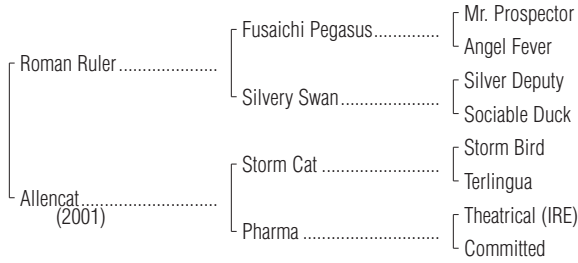 Mr. Prospector
Fusaichi Pegasus..............
Angel Fever
Roman Ruler.....................
Silver Deputy
Silvery Swan.....................
Sociable Duck
Storm Bird
Storm Cat .........................
Terlingua
Allencat.............................
(2001)
Theatrical (IRE)
Pharma .............................
Committed